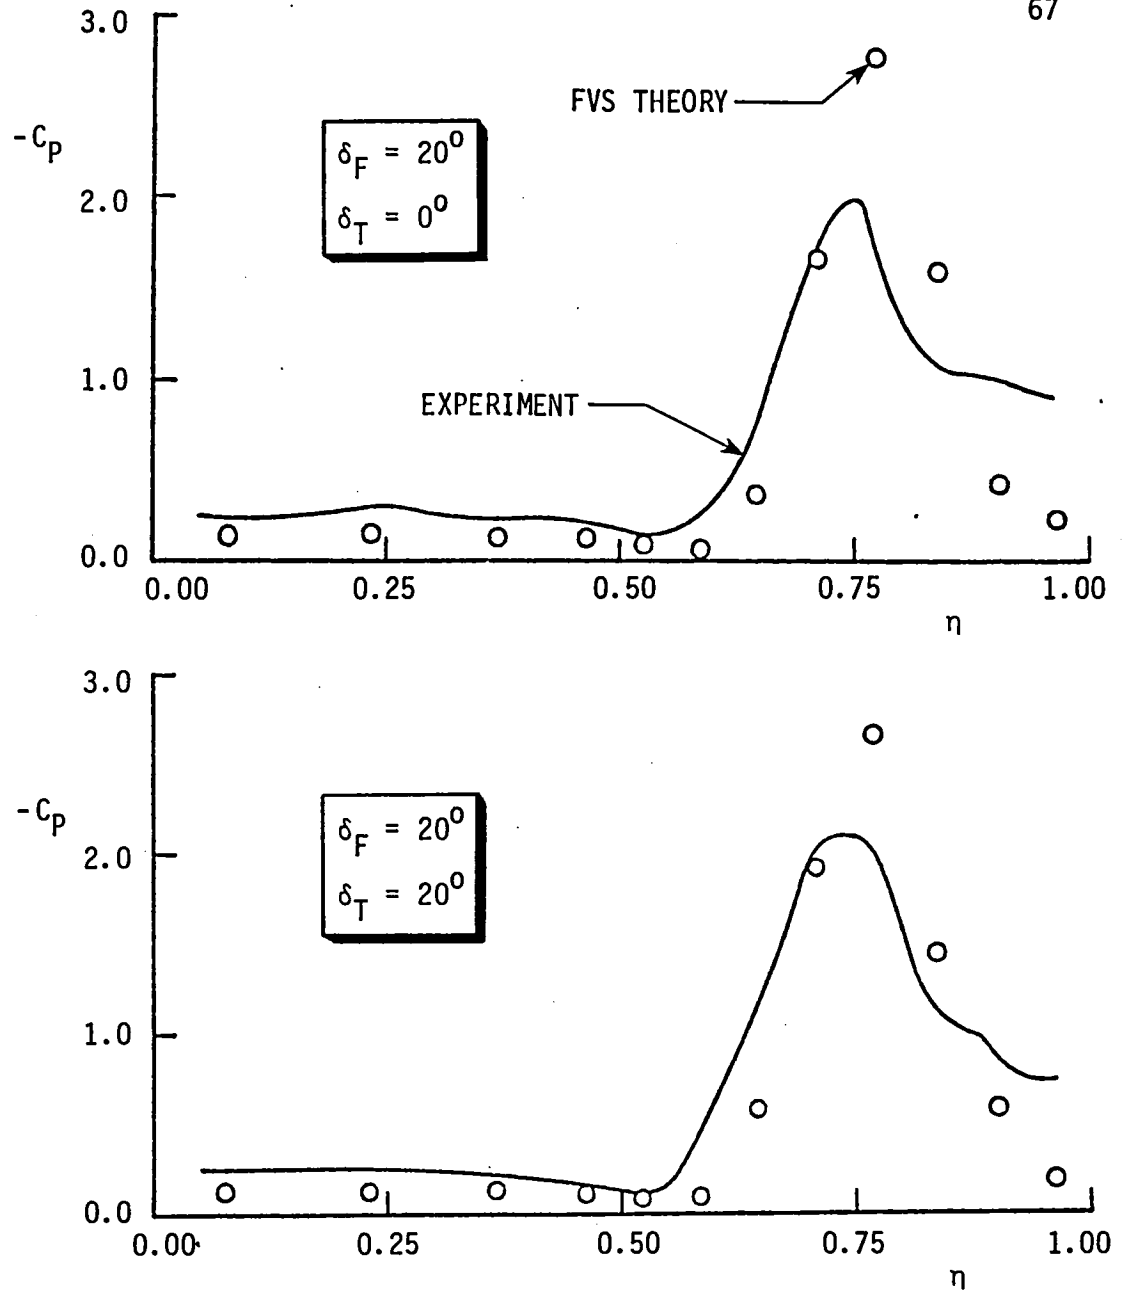 67
3.0
FVS THEORY
-Cp
δF = 20°
δT = 0°
2.0
1.0
EXPERIMENT
0.0
0.00 0.25 0.50 0.75 1.00
η
3.0
-Cp
δF = 20°
δT = 20°
2.0
1.0
0.0
0.00 0.25 0.50 0.75 1.00
η